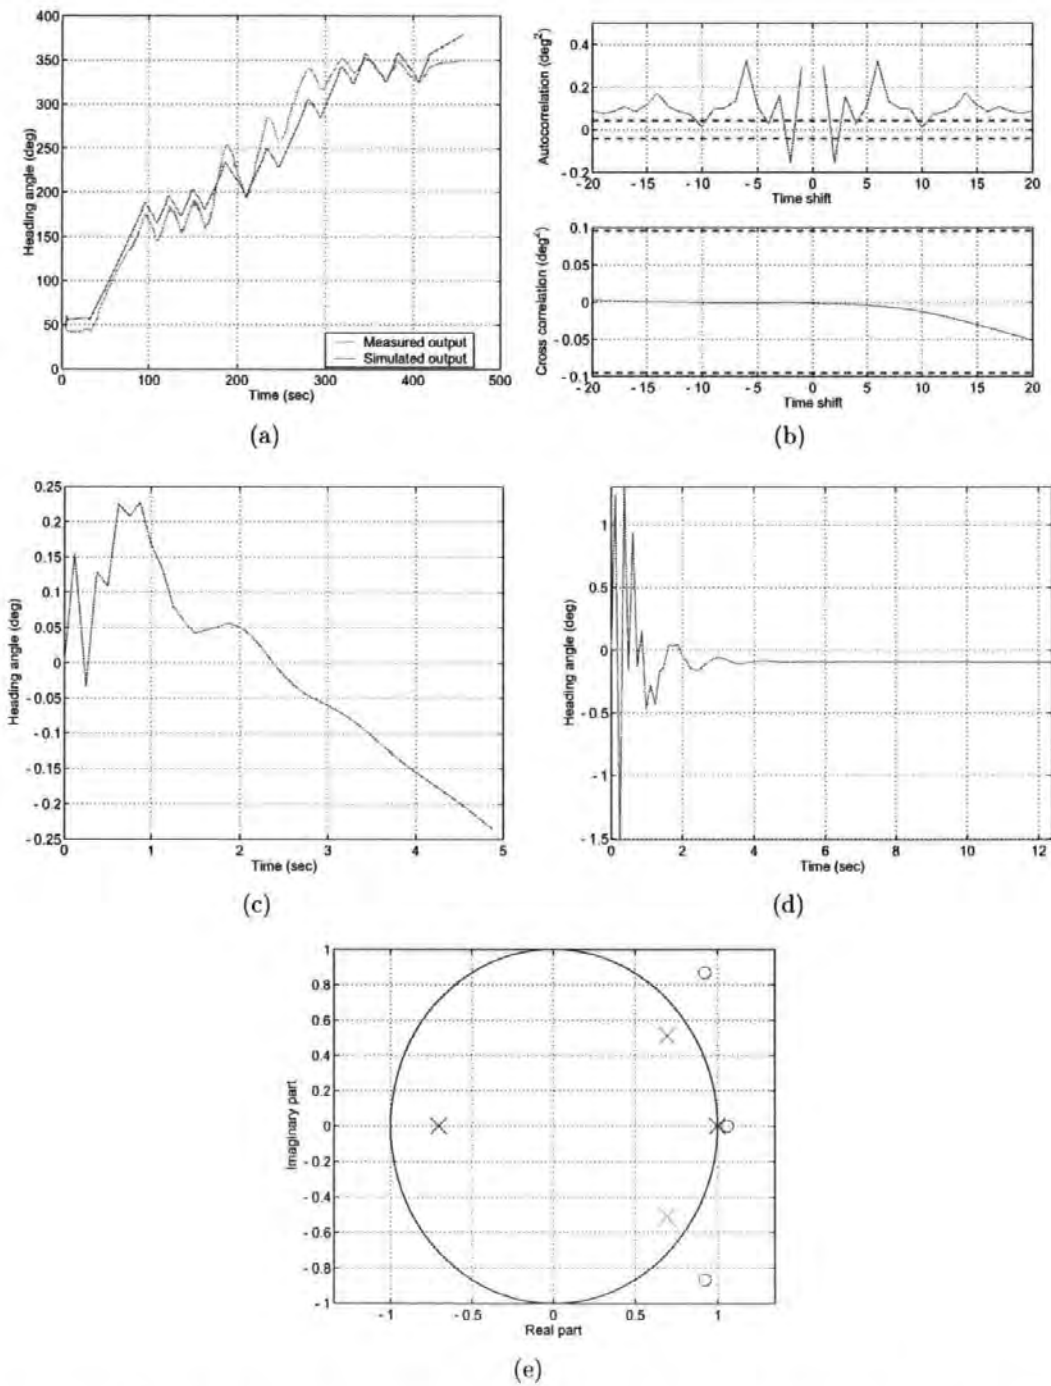 400
350
300
250
200
150
100
50
0
Heading angle (deg)
Measured output
Simulated output
0 100 200 300 400 500
Time (sec)
(a)
0.4
0.2
0
- 0.2
Autocorrelation (deg²)
- 20 - 15 - 10 - 5 0 5 10 15 20
Time shift
0.1
0.05
0
- 0.05
- 0.1
Cross correlation (deg²)
- 20 - 15 - 10 - 5 0 5 10 15 20
Time shift
(b)
0.25
0.2
0.15
0.1
0.05
0
- 0.05
- 0.1
- 0.15
- 0.2
- 0.25
Heading angle (deg)
0 1 2 3 4 5
Time (sec)
(c)
1
0.5
0
- 0.5
- 1
- 1.5
Heading angle (deg)
0 2 4 6 8 10 12
Time (sec)
(d)
1
0.8
0.6
0.4
0.2
0
- 0.2
- 0.4
- 0.6
- 0.8
- 1
Imaginary part
- 1 - 0.5 0 0.5 1
Real part
(e)